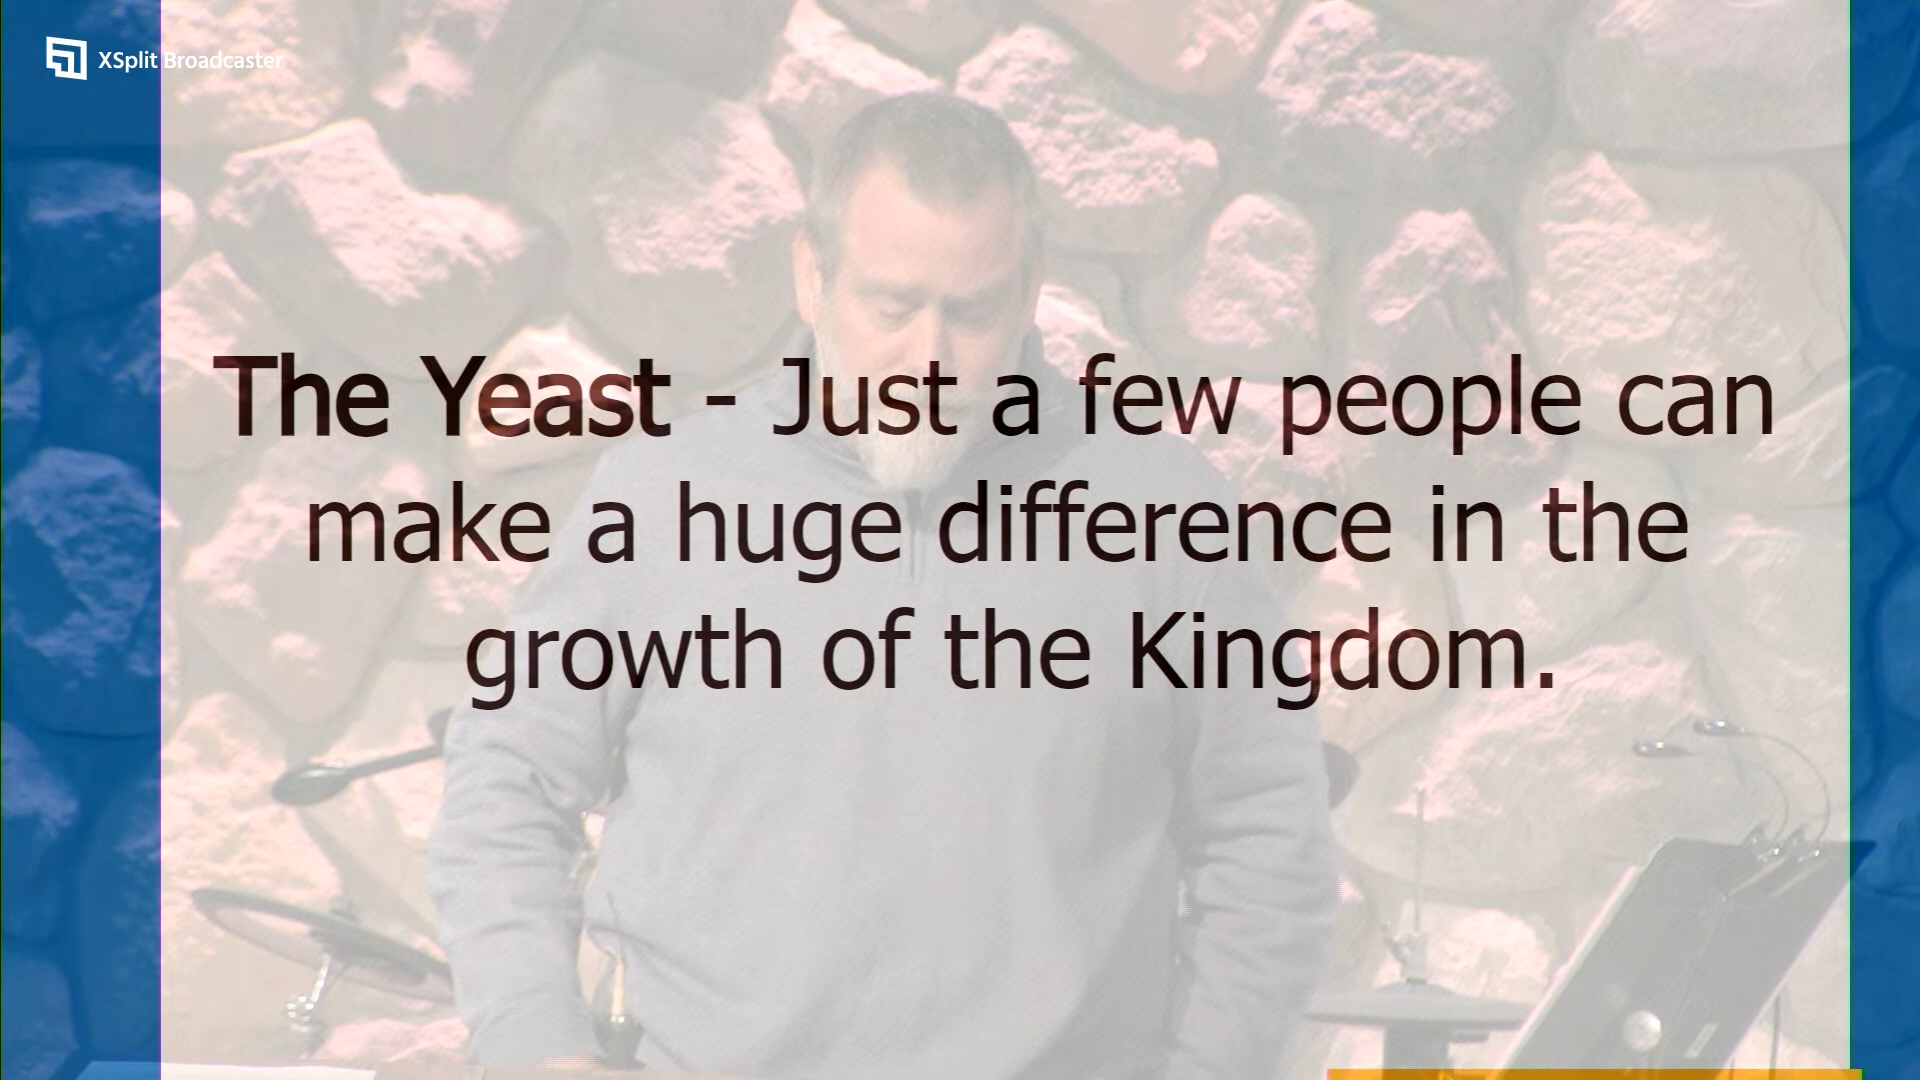 XSplit Broadcaster
The Yeast - Just a few people can
make a huge difference in the
growth of the Kingdom.